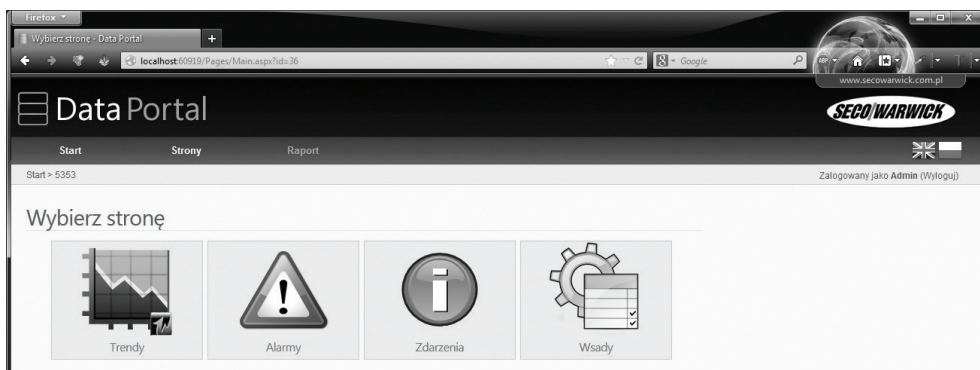 Firefox
Wybierz stronę - Data Portal
localhost:60919/Pages/Main.aspx?id=36
Google
www.secowarwick.com.pl
Data Portal
SECO/WARWICK
Start Strony Raport
Start > 5353 Zalogowany jako Admin (Wyloguj)
Wybierz stronę
Trendy Alarmy Zdarzenia Wsady